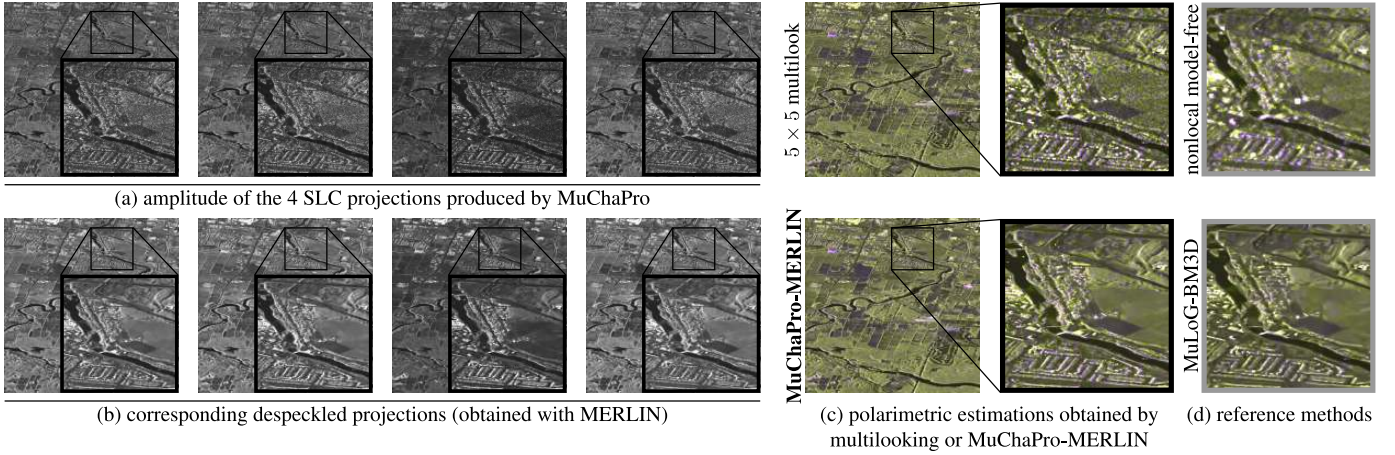 5 × 5 multilook
nonlocal model-free
(a) amplitude of the 4 SLC projections produced by MuChaPro
MuChaPro-MERLIN
MuLoG-BM3D
(b) corresponding despeckled projections (obtained with MERLIN)
(c) polarimetric estimations obtained by
multilooking or MuChaPro-MERLIN
(d) reference methods